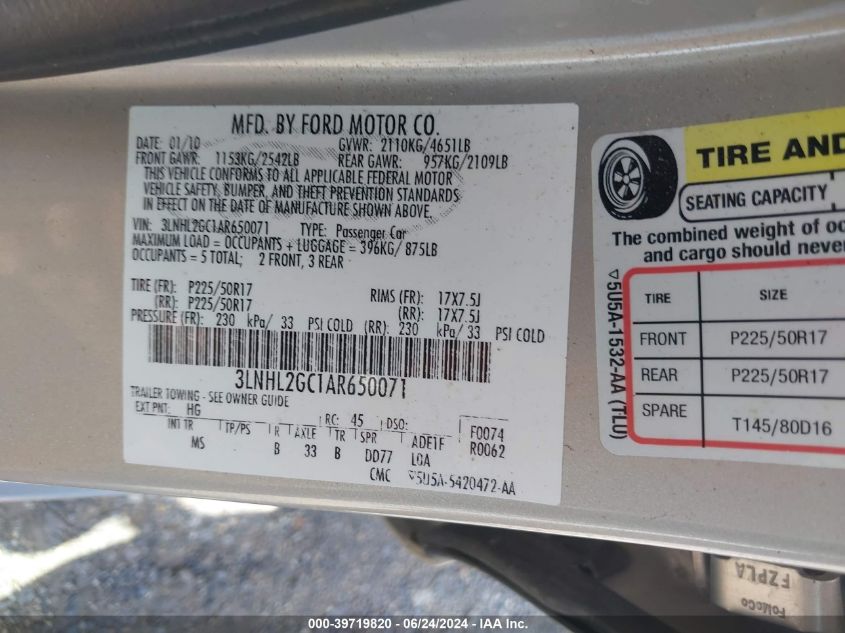 MFD. BY FORD MOTOR CO.
DATE: 01/10 GVWR: 2110KG/4651LB
FRONT GAWR: 1153KG/2542LB REAR GAWR: 957KG/2109LB
THIS VEHICLE CONFORMS TO ALL APPLICABLE FEDERAL MOTOR
VEHICLE SAFETY, BUMPER, AND THEFT PREVENTION STANDARDS
IN EFFECT ON THE DATE OF MANUFACTURE SHOWN ABOVE.
VIN: 3LNHL2GC1AR650071 TYPE: Passenger Car
MAXIMUM LOAD = OCCUPANTS + LUGGAGE = 396KG/ 875LB
OCCUPANTS = 5 TOTAL; 2 FRONT, 3 REAR
TIRE (FR): P225/50R17 RIMS (FR): 17X7.5J
(RR): P225/50R17 (RR): 17X7.5J
PRESSURE (FR): 230 kPa/ 33 PSI COLD (RR): 230 kPa/ 33 PSI COLD
3LNHL2GC1AR650071
TRAILER TOWING - SEE OWNER GUIDE
EXT PNT: HG RC: 45 DSO: F0074
INT TR TP/PS R AXLE TR SPR ADE1F R0062
MS B 33 B DD77 LGA
CMC ▽5U5A-5420472-AA
TIRE AND
SEATING CAPACITY
The combined weight of oc
and cargo should never
▽5U5A-1532-AA (TLU)
TIRE SIZE
FRONT P225/50R17
REAR P225/50R17
SPARE T145/80D16
FZPLA
FoMoCo
000-39719820 - 06/24/2024 - IAA Inc.